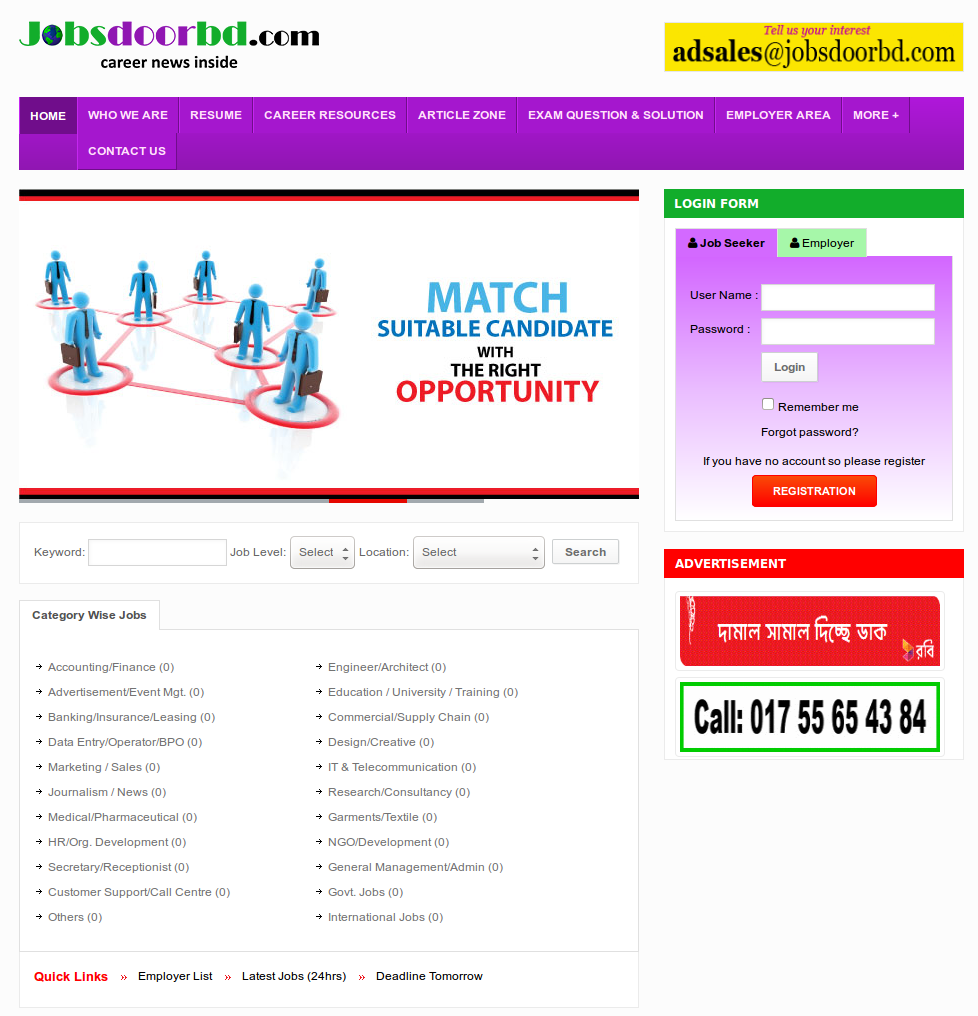 Jobsdoorbd.com
career news inside
Tell us your interest
adsales@jobsdoorbd.com
HOME WHO WE ARE RESUME CAREER RESOURCES ARTICLE ZONE EXAM QUESTION & SOLUTION EMPLOYER AREA MORE +
CONTACT US
MATCH
SUITABLE CANDIDATE
WITH
THE RIGHT
OPPORTUNITY
LOGIN FORM
Job Seeker Employer
User Name :
Password :
Login
Remember me
Forgot password?
If you have no account so please register
REGISTRATION
Keyword: Job Level: Select Location: Select Search
ADVERTISEMENT
দামাল সামাল দিচ্ছে ডাক
রবি
Call: 017 55 65 43 84
Category Wise Jobs
Accounting/Finance (0) Engineer/Architect (0)
Advertisement/Event Mgt. (0) Education / University / Training (0)
Banking/Insurance/Leasing (0) Commercial/Supply Chain (0)
Data Entry/Operator/BPO (0) Design/Creative (0)
Marketing / Sales (0) IT & Telecommunication (0)
Journalism / News (0) Research/Consultancy (0)
Medical/Pharmaceutical (0) Garments/Textile (0)
HR/Org. Development (0) NGO/Development (0)
Secretary/Receptionist (0) General Management/Admin (0)
Customer Support/Call Centre (0) Govt. Jobs (0)
Others (0) International Jobs (0)
Quick Links » Employer List » Latest Jobs (24hrs) » Deadline Tomorrow